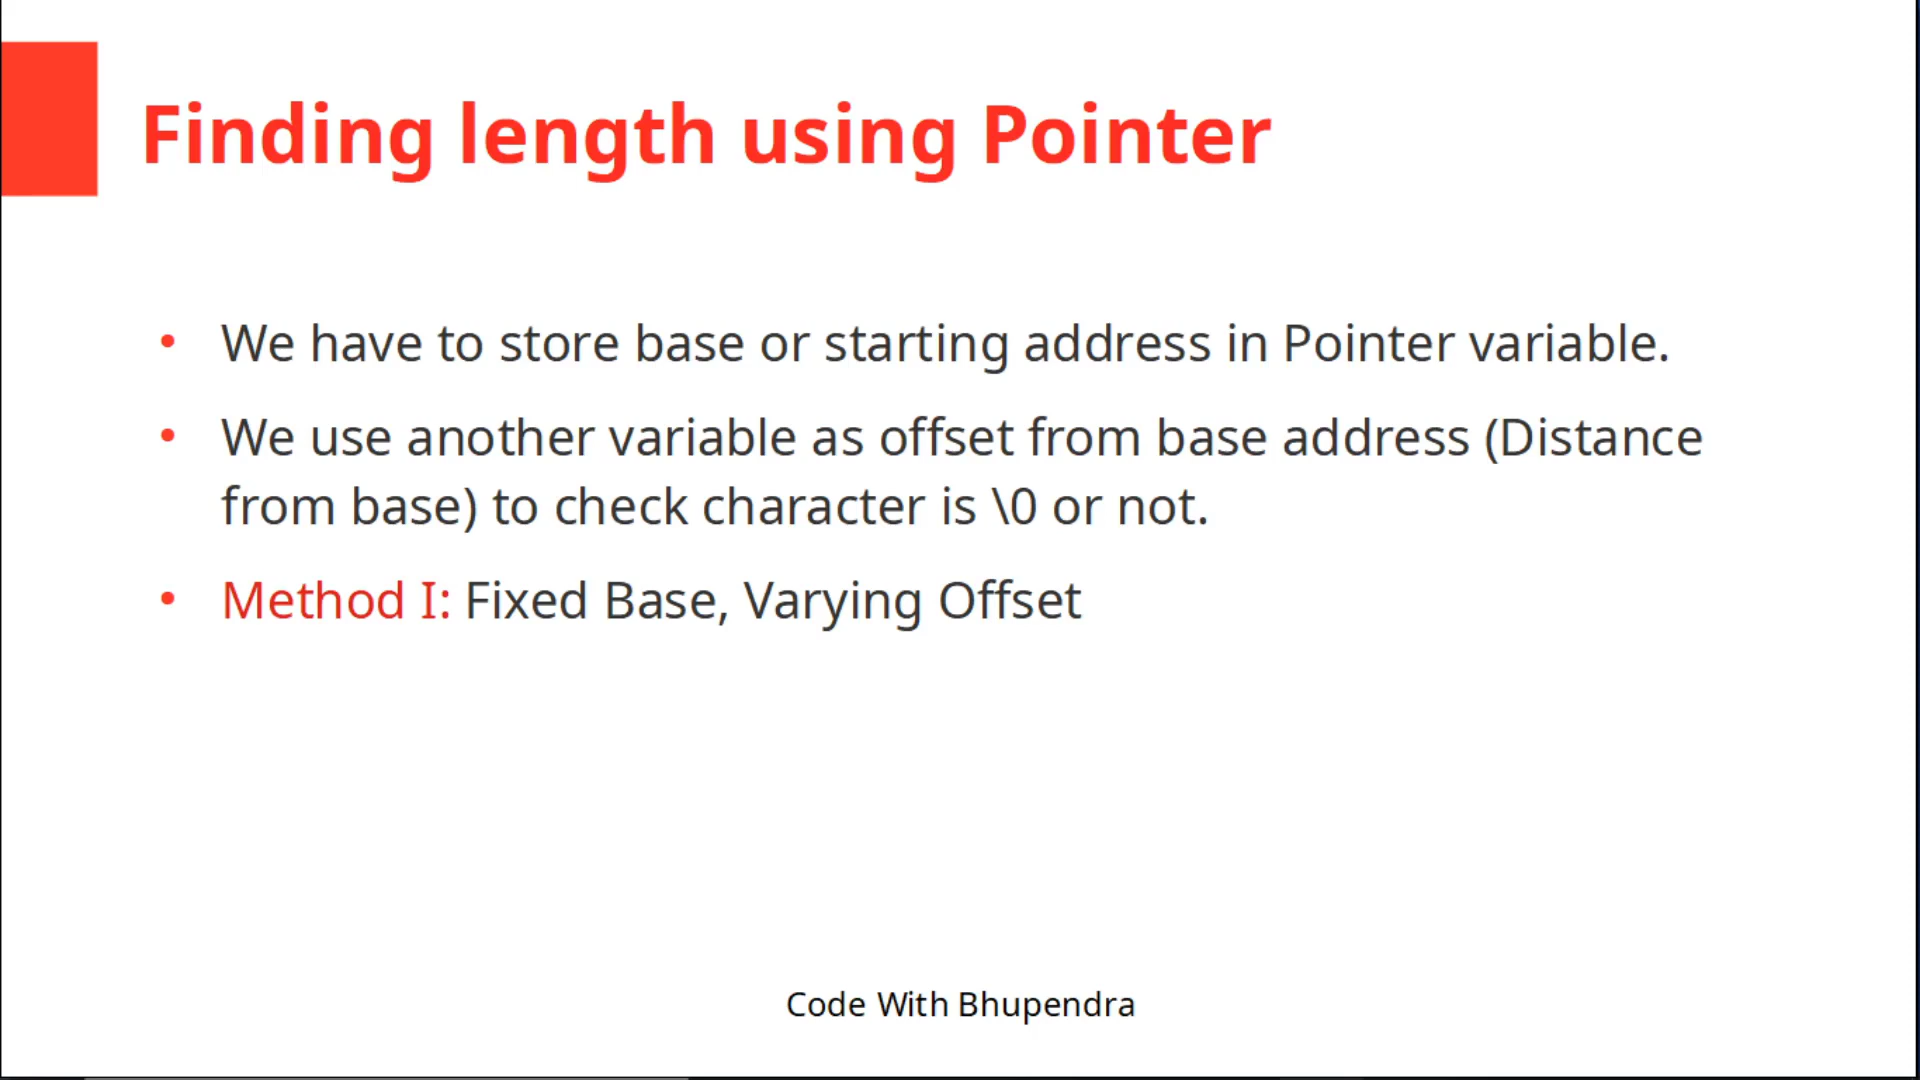 Finding length using Pointer
• We have to store base or starting address in Pointer variable.
• We use another variable as offset from base address (Distance
from base) to check character is \0 or not.
• Method I: Fixed Base, Varying Offset
Code With Bhupendra